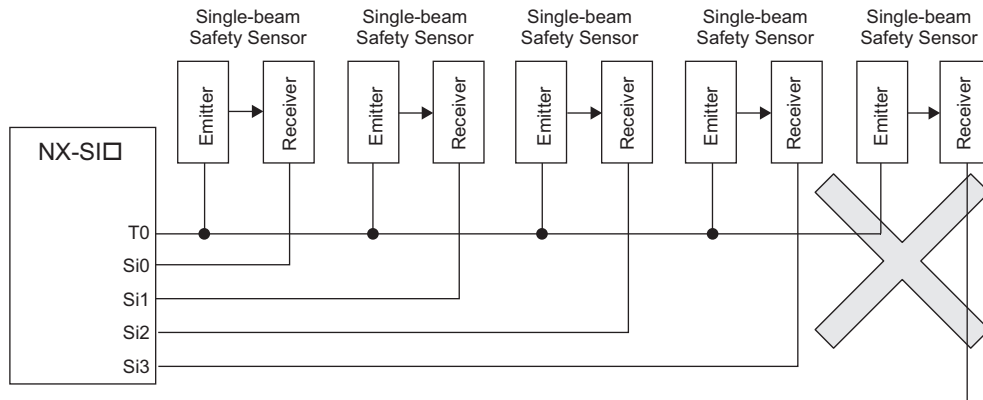 Single-beam
Safety Sensor
Single-beam
Safety Sensor
Single-beam
Safety Sensor
Single-beam
Safety Sensor
Single-beam
Safety Sensor
Emitter
Receiver
Emitter
Receiver
Emitter
Receiver
Emitter
Receiver
Emitter
Receiver
NX-SI□
T0
Si0
Si1
Si2
Si3